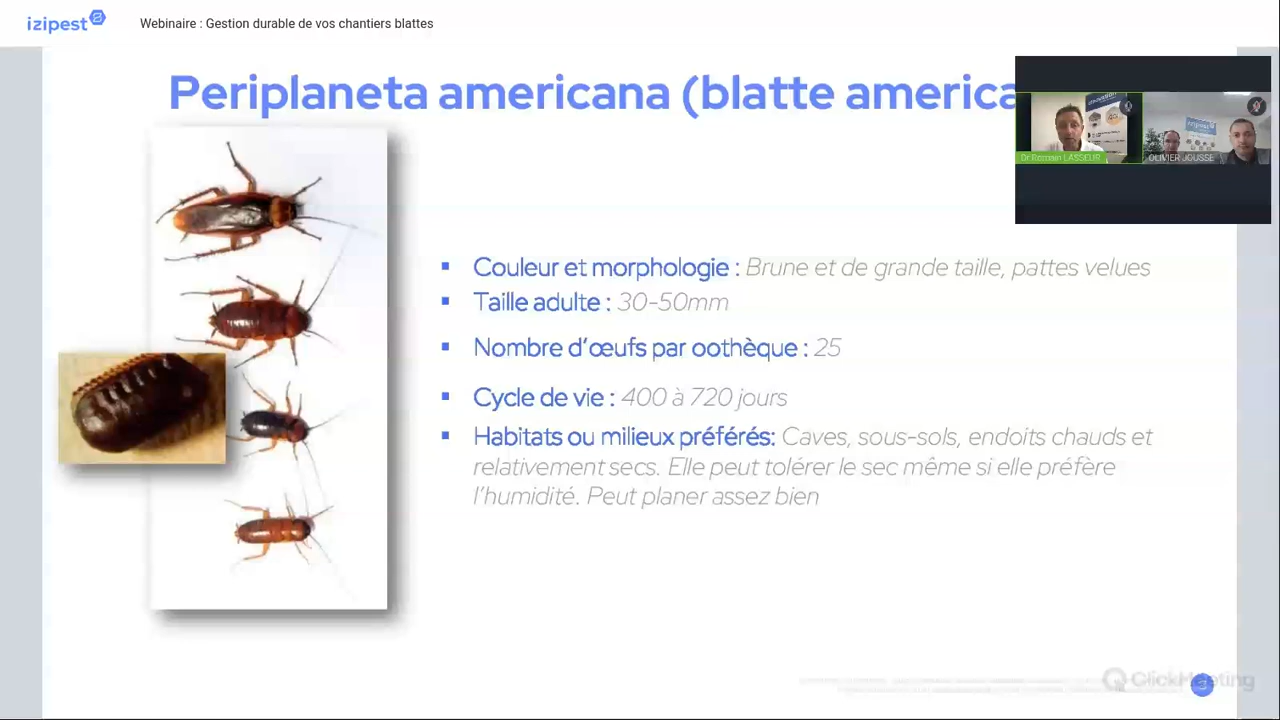 izipest
Webinaire : Gestion durable de vos chantiers blattes
Periplaneta americana (blatte america
Dr Romain LASSEUR
OLIVIER JOUSSE
Couleur et morphologie : Brune et de grande taille, pattes velues
Taille adulte : 30-50mm
Nombre d'œufs par oothèque : 25
Cycle de vie : 400 à 720 jours
Habitats ou milieux préférés: Caves, sous-sols, endoits chauds et
relativement secs. Elle peut tolérer le sec même si elle préfère
l'humidité. Peut planer assez bien
ClickMeeting